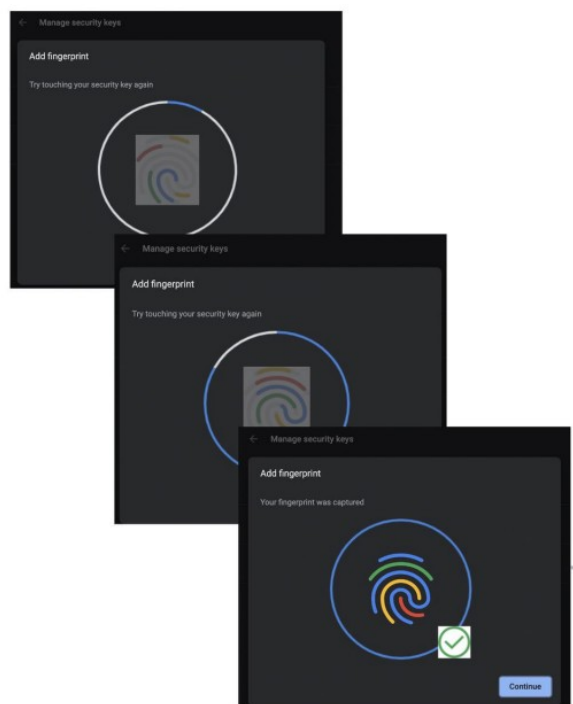 Manage security keys
Add fingerprint
Try touching your security key again
Manage security keys
Add fingerprint
Try touching your security key again
Manage security keys
Add fingerprint
Your fingerprint was captured
Continue